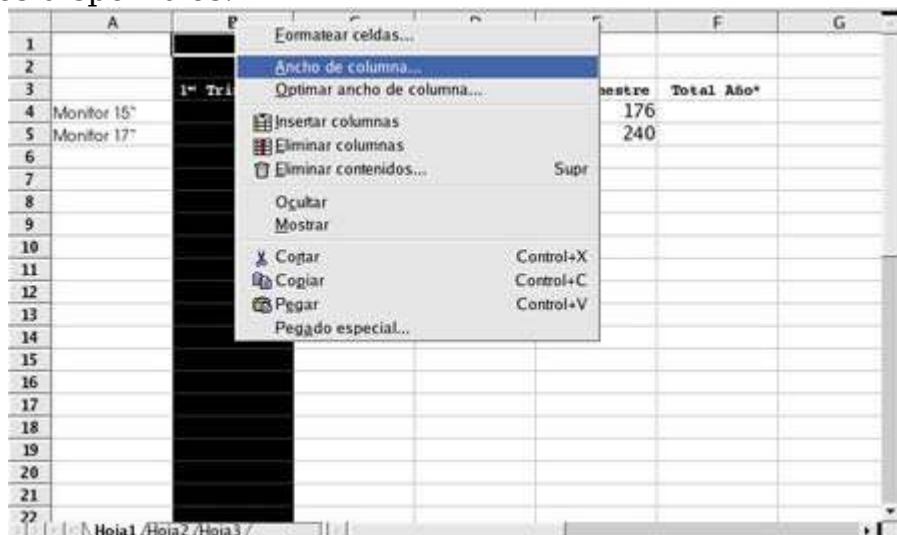 A F G
1
Formatear celdas...
2
Ancho de columna...
3 1er Tri Optimar ancho de columna... mestre Total Año*
4 Monitor 15" Insertar columnas 176
5 Monitor 17" Eliminar columnas 240
6
Eliminar contenidos... Supr
7
8 Ocultar
9 Mostrar
10 Cortar Control+X
11 Copiar Control+C
12 Pegar Control+V
13
14 Pegado especial...
15
16
17
18
19
20
21
22
Hoja1 Hoja2 Hoja3